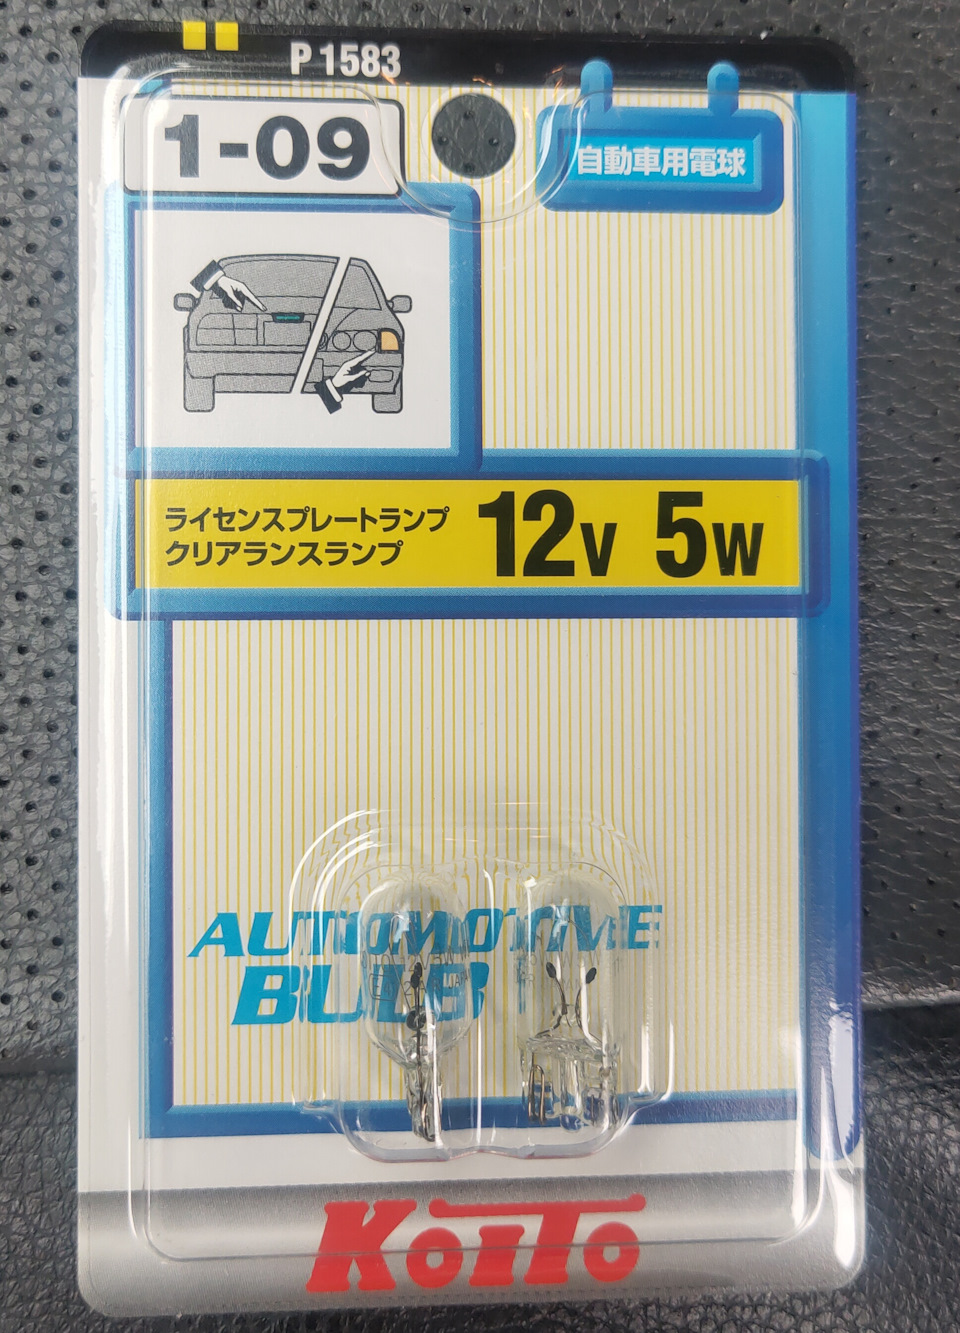 P1583
1-09
自動車用電球
ライセンスプレートランプ
クリアランスランプ
12V 5W
AUTOMOTIVE
BULB
KoiTo